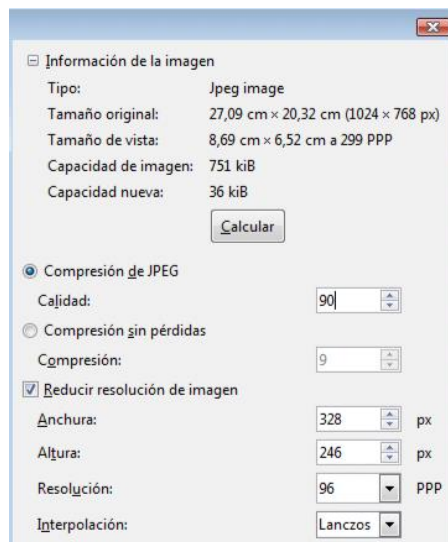 Información de la imagen
Tipo: Jpeg image
Tamaño original: 27,09 cm × 20,32 cm (1024 × 768 px)
Tamaño de vista: 8,69 cm × 6,52 cm a 299 PPP
Capacidad de imagen: 751 kiB
Capacidad nueva: 36 kiB
Calcular
Compresión de JPEG
Calidad: 90
Compresión sin pérdidas
Compresión: 9
Reducir resolución de imagen
Anchura: 328 px
Altura: 246 px
Resolución: 96 PPP
Interpolación: Lanczos